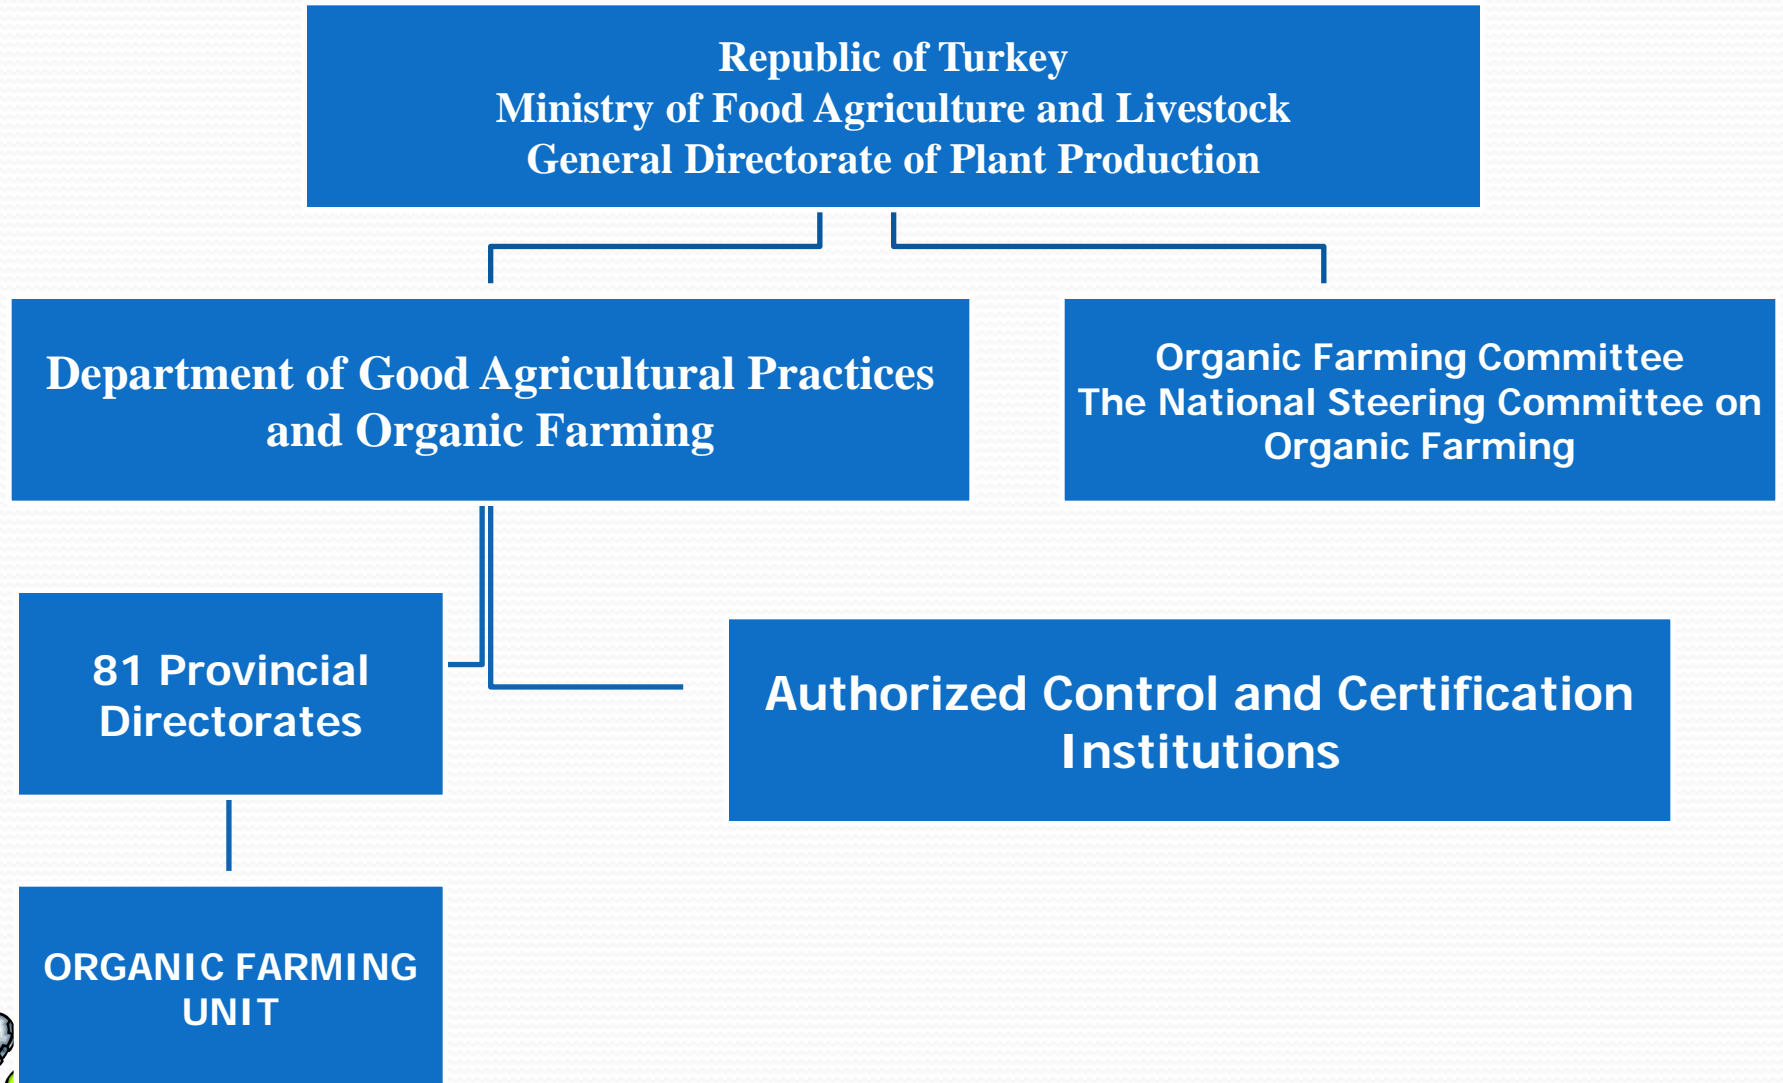 Republic of Turkey
Ministry of Food Agriculture and Livestock
General Directorate of Plant Production
Department of Good Agricultural Practices
and Organic Farming
Organic Farming Committee
The National Steering Committee on
Organic Farming
81 Provincial
Directorates
Authorized Control and Certification
Institutions
ORGANIC FARMING
UNIT